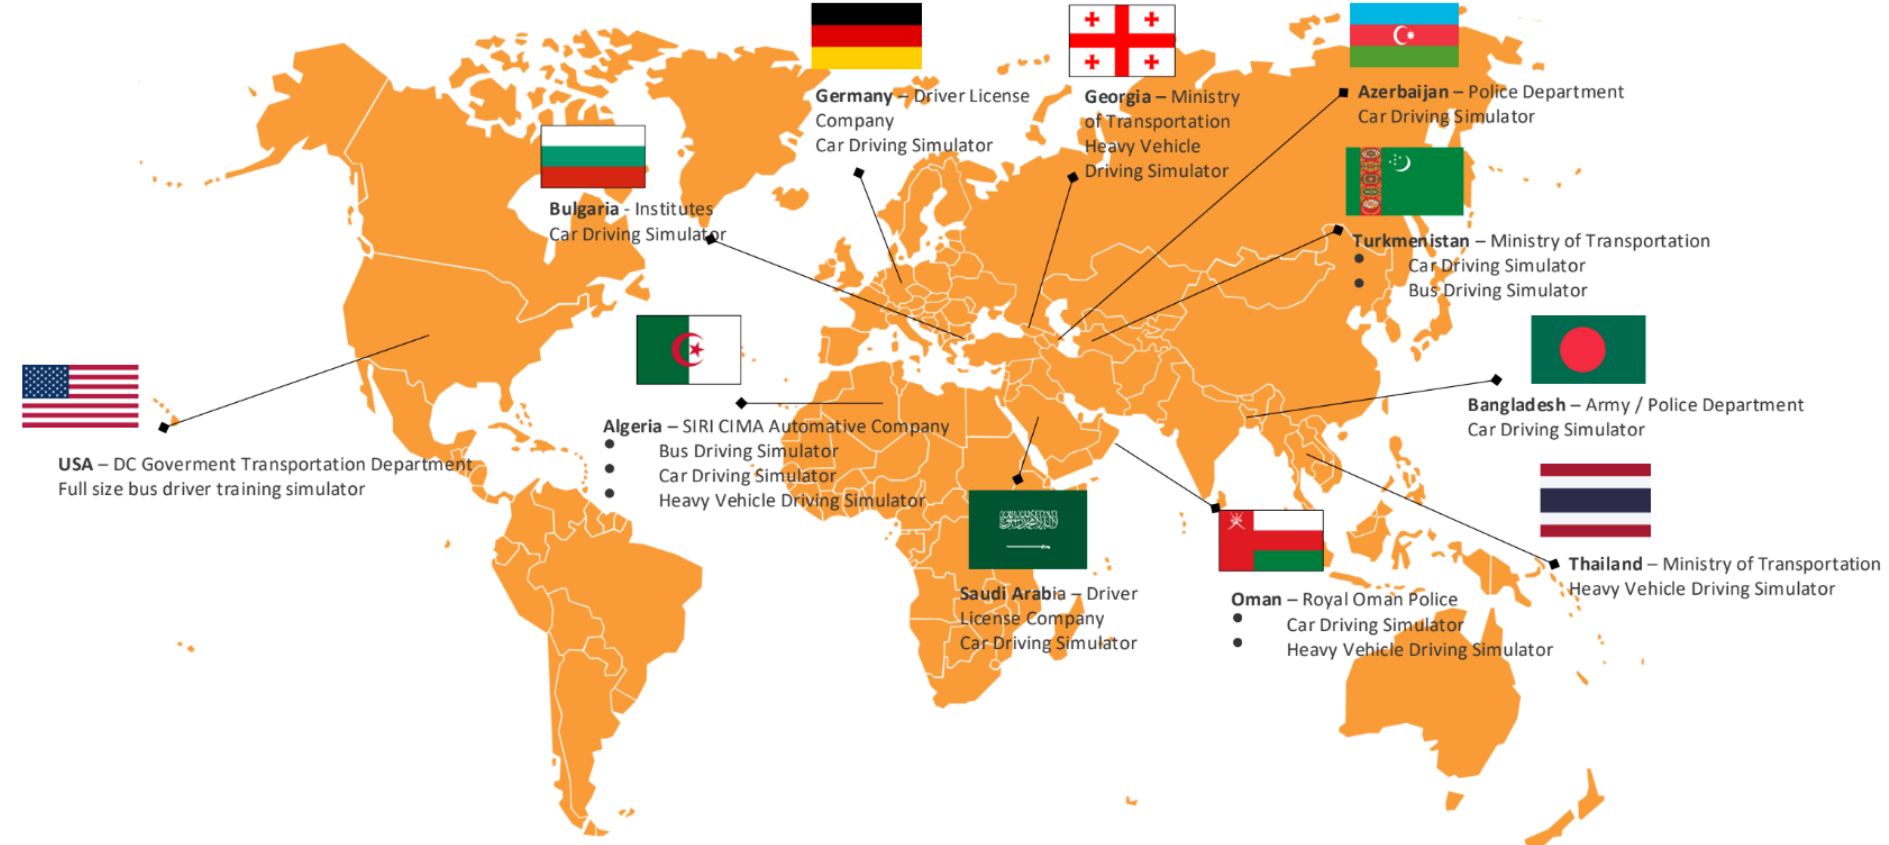 Germany – Driver License
Company
Car Driving Simulator
Georgia – Ministry
of Transportation
Heavy Vehicle
Driving Simulator
Azerbaijan – Police Department
Car Driving Simulator
Bulgaria - Institutes
Car Driving Simulator
Turkmenistan – Ministry of Transportation
● Car Driving Simulator
● Bus Driving Simulator
Bangladesh – Army / Police Department
Car Driving Simulator
Algeria – SIRI CIMA Automative Company
● Bus Driving Simulator
● Car Driving Simulator
● Heavy Vehicle Driving Simulator
USA – DC Goverment Transportation Department
Full size bus driver training simulator
Thailand – Ministry of Transportation
Heavy Vehicle Driving Simulator
Saudi Arabia – Driver
License Company
Car Driving Simulator
Oman – Royal Oman Police
● Car Driving Simulator
● Heavy Vehicle Driving Simulator